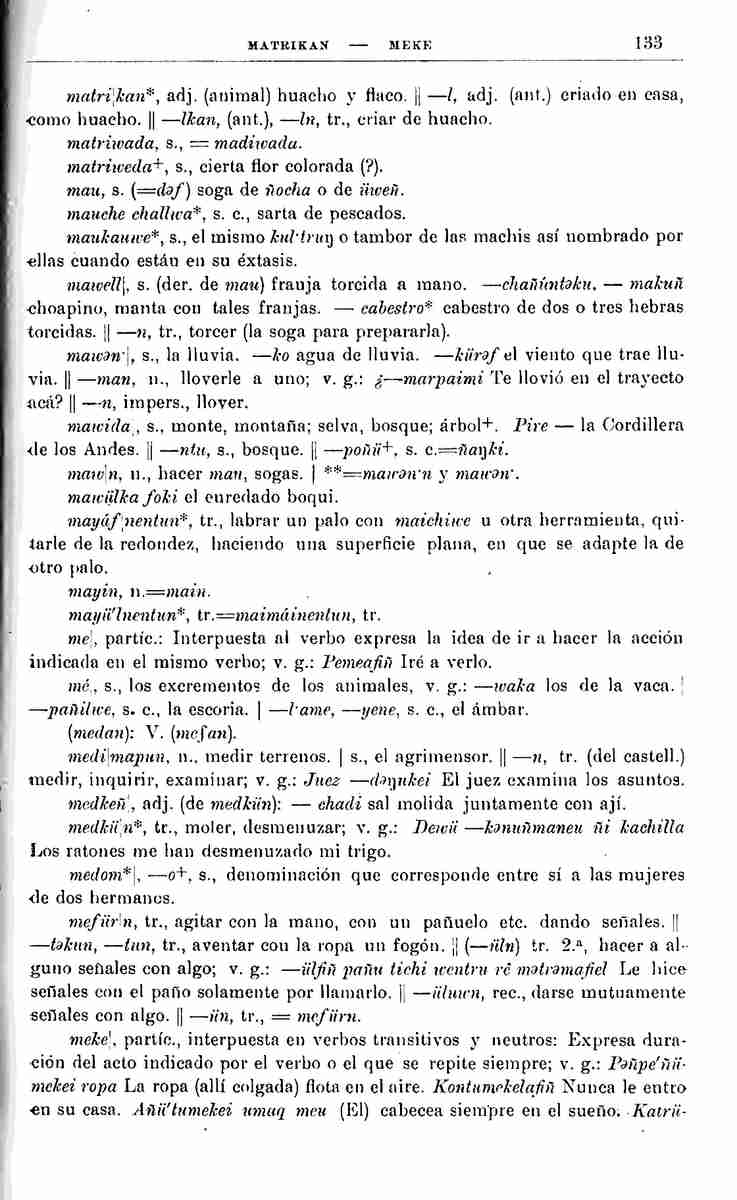 MATRIKAN — MEKE 133
matri¦kan*, adj. (animal) huacho y flaco. || —l, adj. (ant.) criado en casa,
como huacho. || —lkan, (ant.), —ln, tr., criar de huacho.
matriwada, s., = madiwada.
matriweda+, s., cierta flor colorada (?).
mau, s. (=dəf) soga de ñocha o de üweñ.
mauche challwa*, s. c., sarta de pescados.
maukauwe*, s., el mismo kul·truŋ o tambor de las machis así nombrado por
ellas cuando están en su éxtasis.
mawell¦, s. (der. de mau) franja torcida a mano. —chañúntəku, — makuñ
choapino, manta con tales franjas. — cabestro* cabestro de dos o tres hebras
torcidas. || —n, tr., torcer (la soga para prepararla).
mawən·¦, s., la lluvia. —ko agua de lluvia. —kürəf el viento que trae llu-
via. || —man, n., lloverle a uno; v. g.: ¿—marpaimi Te llovió en el trayecto
acá? || —n, impers., llover.
mawida¦, s., monte, montaña; selva, bosque; árbol+. Pire — la Cordillera
de los Andes. || —ntu, s., bosque. || —poñü+, s. c.=ñaŋki.
maw¦n, n., hacer mau, sogas. | **=mawən·n y mawən·.
mawülka foki el enredado boqui.
mayáf¦nentun*, tr., labrar un palo con maichiwe u otra herramienta, qui-
tarle de la redondez, haciendo una superficie plana, en que se adapte la de
otro palo.
mayin, n.=main.
mayü'lnentun*, tr.=maimáinentun, tr.
me¦, partíc.: Interpuesta al verbo expresa la idea de ir a hacer la acción
indicada en el mismo verbo; v. g.: Pemeafiñ Iré a verlo.
mé¦, s., los excrementos de los animales, v. g.: —waka los de la vaca. ¦
—pañilwe, s. c., la escoria. | —l·ame, —yene, s. c., el ámbar.
(medan): V. (mefan).
medi¦mapun, n., medir terrenos. | s., el agrimensor. || —n, tr. (del castell.)
medir, inquirir, examinar; v. g.: Juez —dəŋukei El juez examina los asuntos.
medkeñ¦, adj. (de medkün): — chadi sal molida juntamente con ají.
medkü¦n*, tr., moler, desmenuzar; v. g.: Dewü —kənuñmaneu ñi kachilla
Los ratones me han desmenuzado mi trigo.
medom*¦, —o+, s., denominación que corresponde entre sí a las mujeres
de dos hermanos.
mefür¦n, tr., agitar con la mano, con un pañuelo etc. dando señales. ||
—təkun, —tun, tr., aventar con la ropa un fogón. || (—üln) tr. 2.ª, hacer a al-
guno señales con algo; v. g.: —ülfiñ pañu tichi wentru ré mətrəmafiel Le hice
señales con el paño solamente por llamarlo. || —üluwn, rec., darse mutuamente
señales con algo. || —ün, tr., = mefürn.
meke¦, partíc., interpuesta en verbos transitivos y neutros: Expresa dura-
ción del acto indicado por el verbo o el que se repite siempre; v. g.: Pəñpe'ñü-
mekei ropa La ropa (allí colgada) flota en el aire. Kontumekelafiñ Nunca le entro
en su casa. Añü'tumekei umaq meu (El) cabecea siempre en el sueño. Katrü-